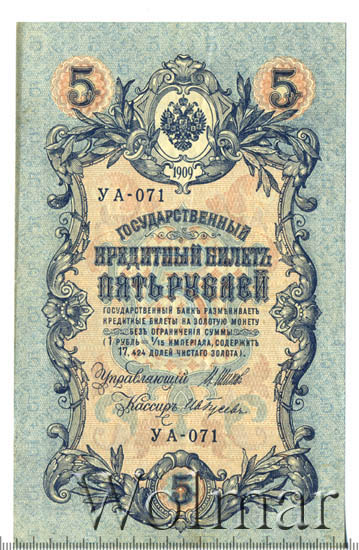 5 5
1909
УА-071
ГОСУДАРСТВЕННЫЙ
КРЕДИТНЫЙ БИЛЕТЪ
ПЯТЬ РУБЛЕЙ
ГОСУДАРСТВЕННЫЙ БАНКЪ РАЗМѢНИВАЕТЪ
КРЕДИТНЫЕ БИЛЕТЫ НА ЗОЛОТУЮ МОНЕТУ
БЕЗЪ ОГРАНИЧЕНІЯ СУММЫ
(1 РУБЛЬ = 1/15 ИМПЕРІАЛА, СОДЕРЖИТЪ
17,424 ДОЛЕЙ ЧИСТАГО ЗОЛОТА).
Управляющій
Кассиръ
УА-071
5
Wolmar